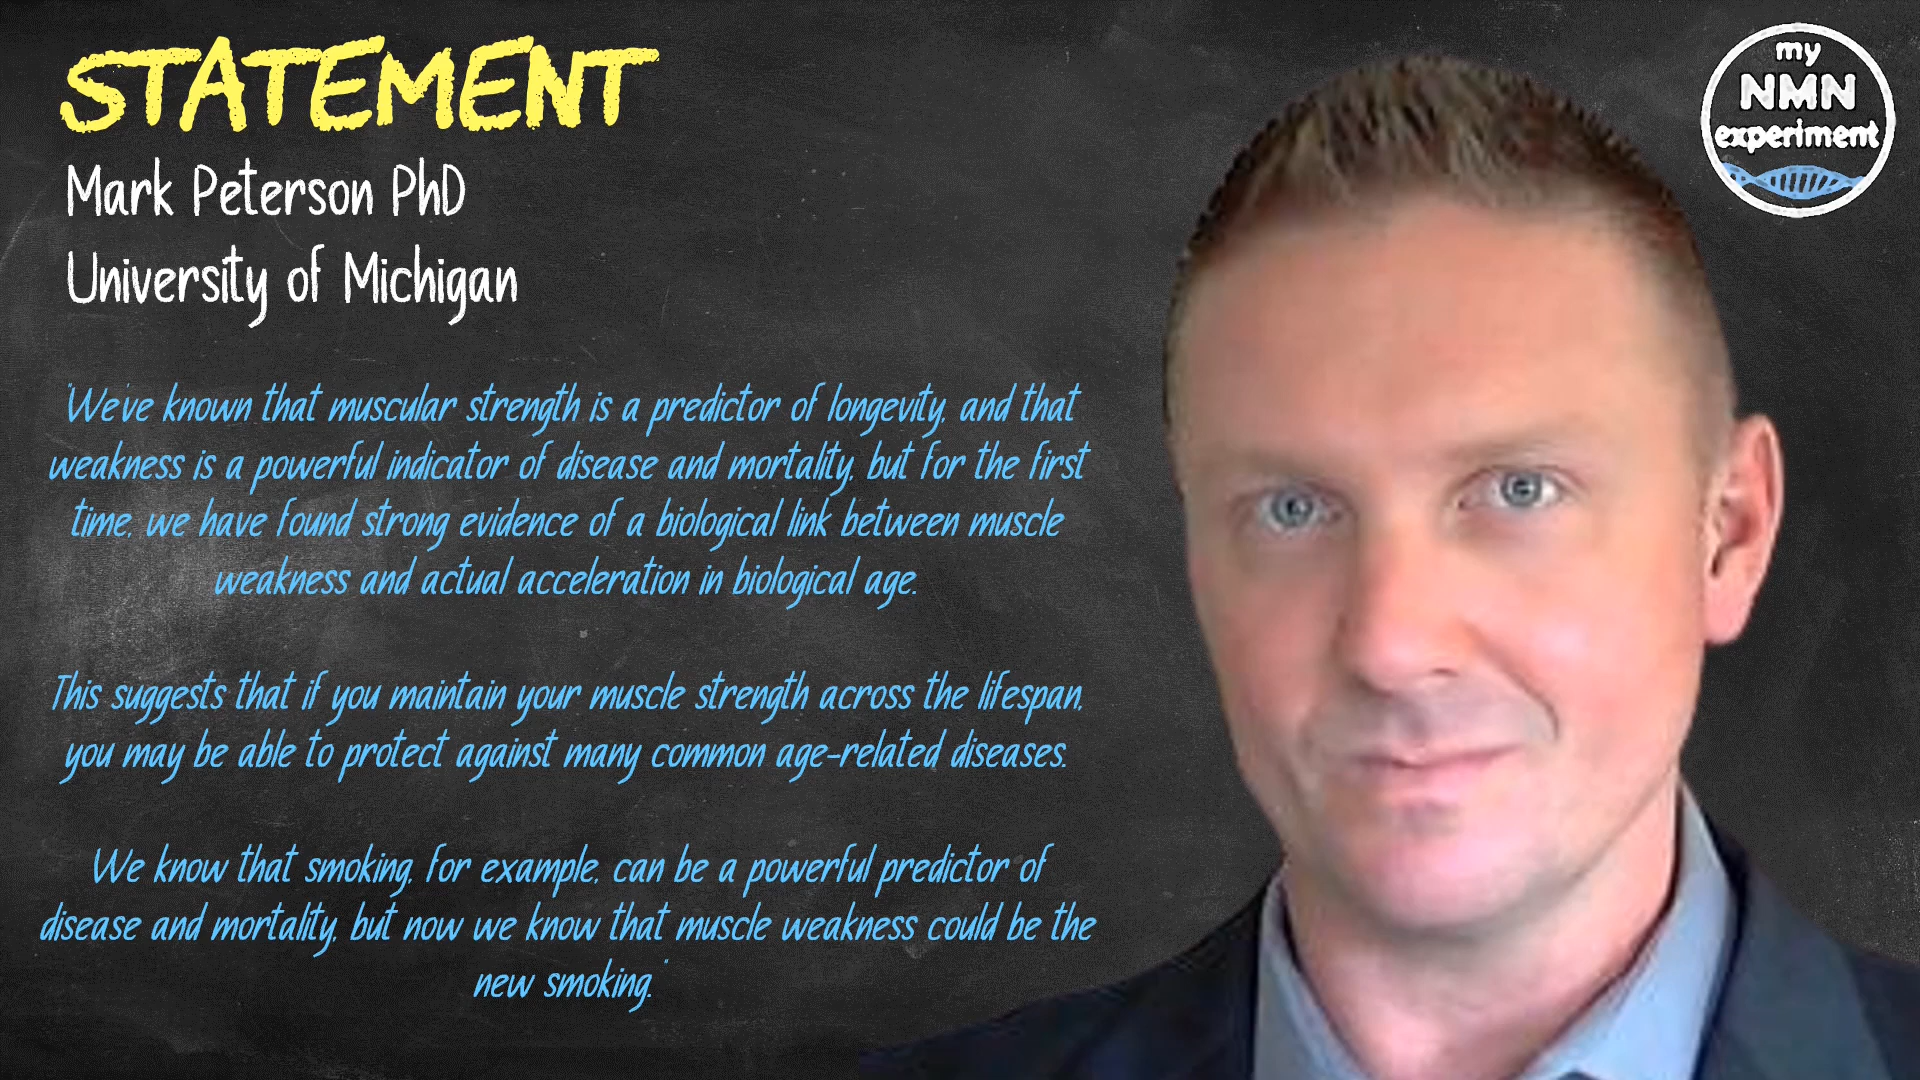 STATEMENT
Mark Peterson PhD
University of Michigan
"We've known that muscular strength is a predictor of longevity, and that
weakness is a powerful indicator of disease and mortality, but for the first
time, we have found strong evidence of a biological link between muscle
weakness and actual acceleration in biological age.
This suggests that if you maintain your muscle strength across the lifespan,
you may be able to protect against many common age-related diseases.
We know that smoking, for example, can be a powerful predictor of
disease and mortality, but now we know that muscle weakness could be the
new smoking."
my
NMN
experiment